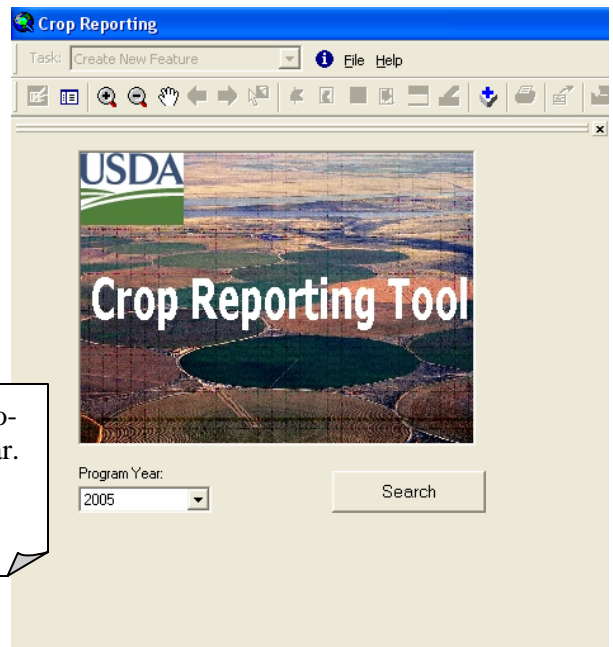 Crop Reporting
Task: Create New Feature File Help
USDA
Crop Reporting Tool
Program Year:
2005
Search